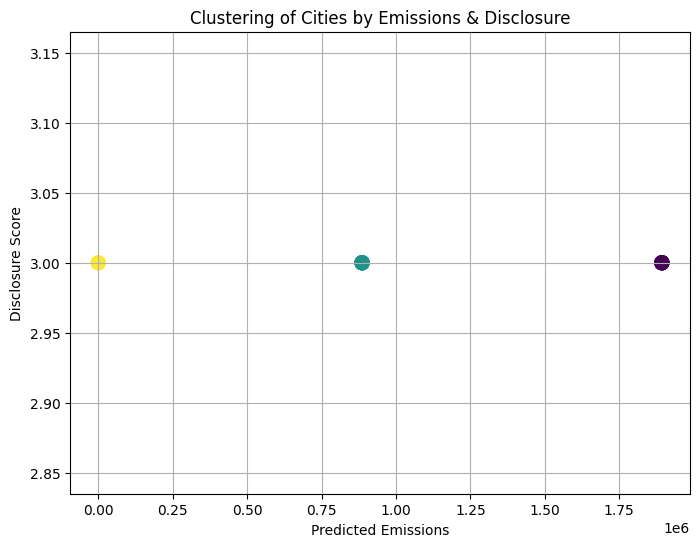 Clustering of Cities by Emissions & Disclosure
Disclosure Score
3.15
3.10
3.05
3.00
2.95
2.90
2.85
0.00 0.25 0.50 0.75 1.00 1.25 1.50 1.75
1e6
Predicted Emissions